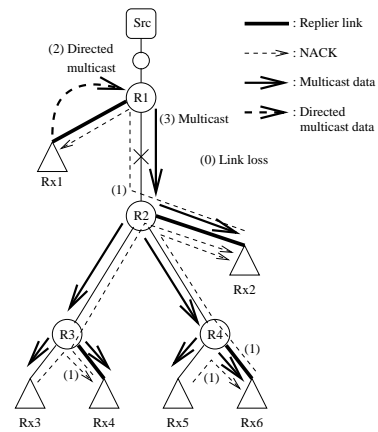 Src
: Replier link
: NACK
: Multicast data
: Directed
multicast data
(2) Directed
multicast
R1
(3) Multicast
Rx1
(0) Link loss
(1)
R2
Rx2
R3
R4
(1)
(1)
(1)
Rx3
Rx4
Rx5
Rx6